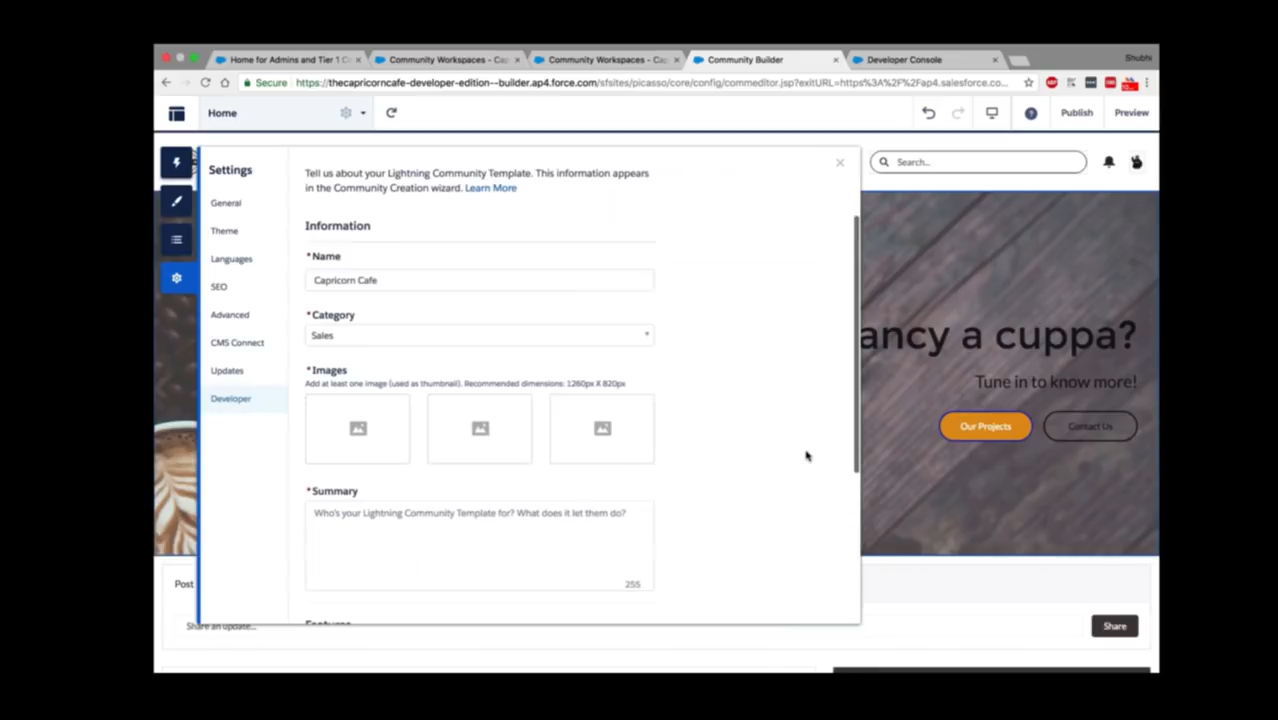 Home for Admins and Tier 1 C
Community Workspaces - Ca
Community Workspaces - Ca
Community Builder
Developer Console
Shubhi
Secure
https://thecapricorncafe-developer-edition--builder.ap4.force.com/sfsites/picasso/core/config/commeditor.jsp?exitURL=https%3A%2F%2Fap4.salesforce.co...
Home
Publish
Preview
Settings
General
Theme
Languages
SEO
Advanced
CMS Connect
Updates
Developer
Tell us about your Lightning Community Template. This information appears
in the Community Creation wizard. Learn More
Information
*Name
Capricorn Cafe
*Category
Sales
*Images
Add at least one image (used as thumbnail). Recommended dimensions: 1260px X 820px
*Summary
Who's your Lightning Community Template for? What does it let them do?
255
Features
Search...
ancy a cuppa?
Tune in to know more!
Our Projects
Contact Us
Post
Share an update...
Share